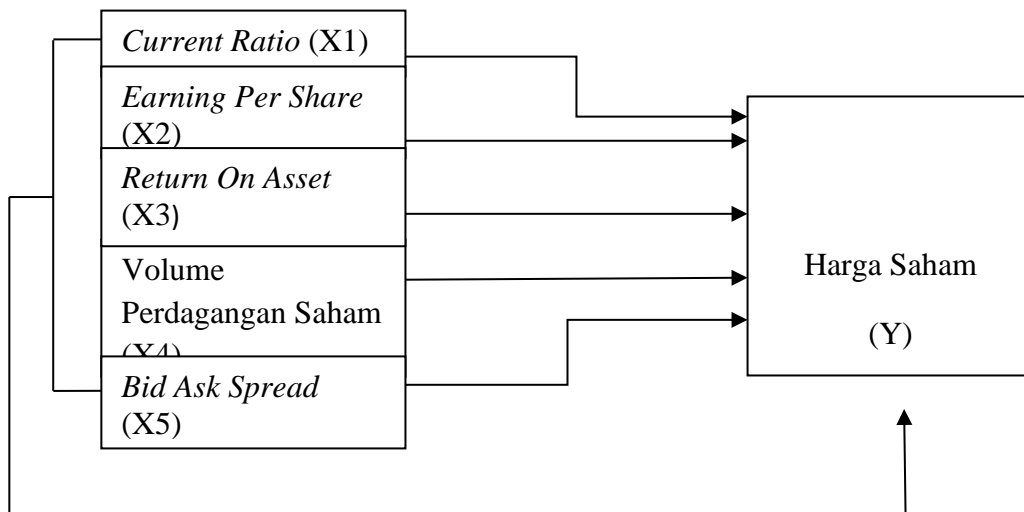 Current Ratio (X1)
Earning Per Share
(X2)
Return On Asset
(X3)
Volume
Perdagangan Saham
(X4)
Bid Ask Spread
(X5)
Harga Saham
(Y)